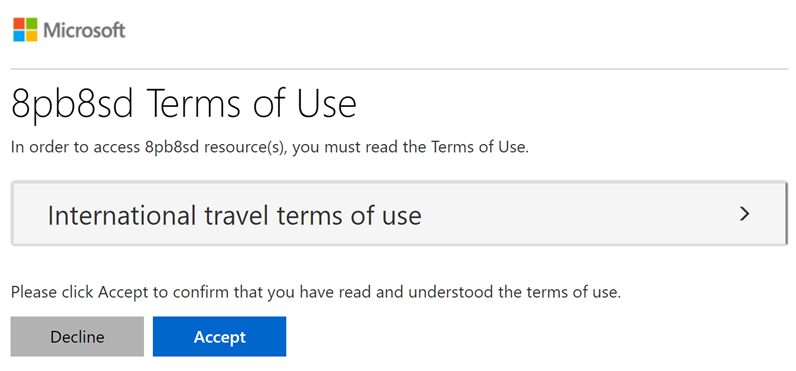 Microsoft
8pb8sd Terms of Use
In order to access 8pb8sd resource(s), you must read the Terms of Use.
International travel terms of use
Please click Accept to confirm that you have read and understood the terms of use.
Decline
Accept